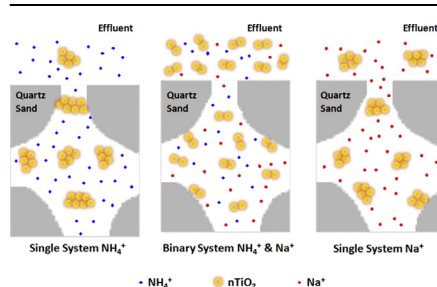 Effluent
Effluent
Effluent
Quartz
Sand
Quartz
Sand
Quartz
Sand
Single System NH₄⁺
Binary System NH₄⁺ & Na⁺
Single System Na⁺
NH₄⁺
nTiO₂
Na⁺